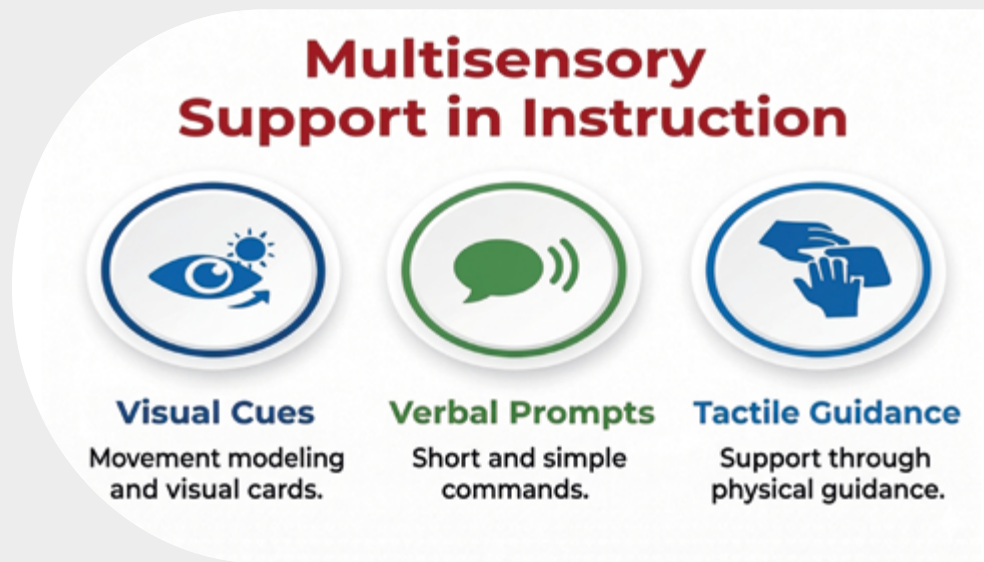 Multisensory
Support in Instruction
Visual Cues
Movement modeling
and visual cards.
Verbal Prompts
Short and simple
commands.
Tactile Guidance
Support through
physical guidance.